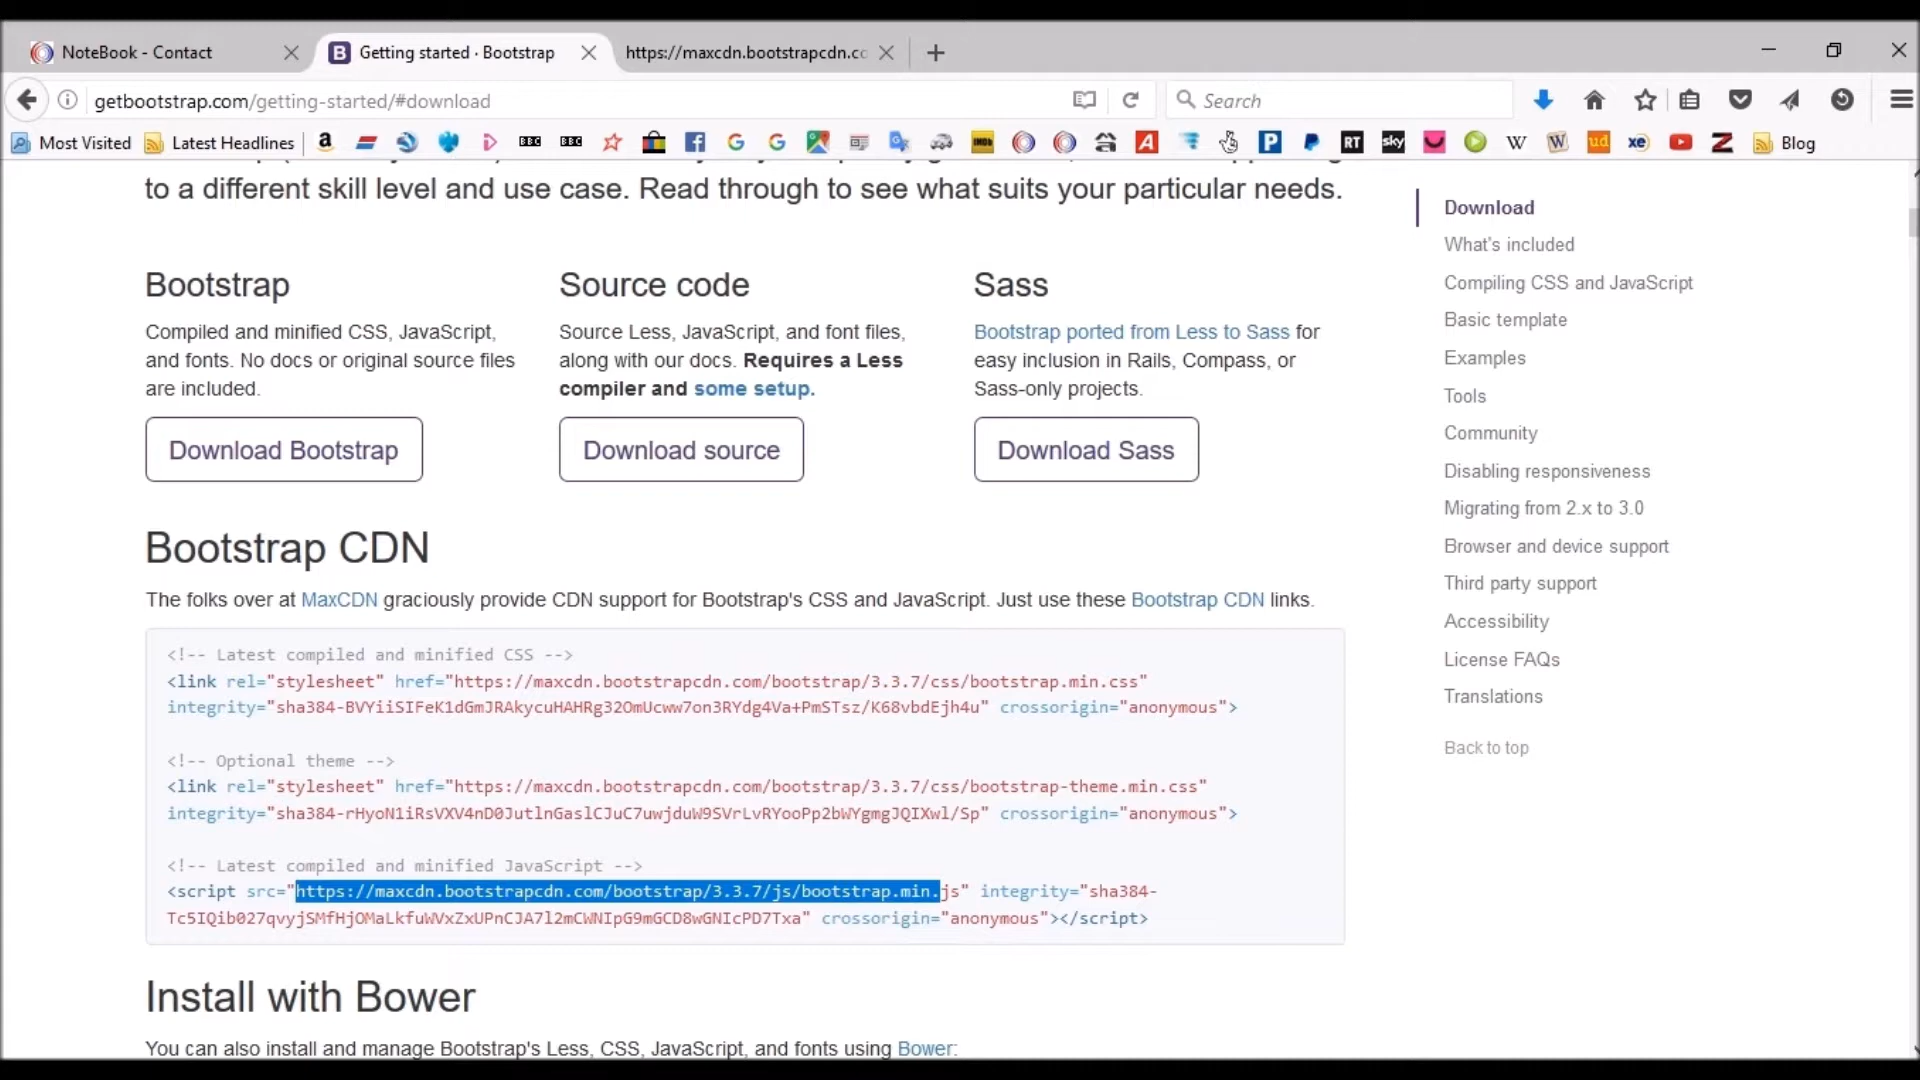 NoteBook - Contact
Getting started · Bootstrap
https://maxcdn.bootstrapcdn.cc
getbootstrap.com/getting-started/#download
Search
Most Visited
Latest Headlines
Blog
to a different skill level and use case. Read through to see what suits your particular needs.
Bootstrap
Compiled and minified CSS, JavaScript,
and fonts. No docs or original source files
are included.
Download Bootstrap
Source code
Source Less, JavaScript, and font files,
along with our docs. Requires a Less
compiler and some setup.
Download source
Sass
Bootstrap ported from Less to Sass for
easy inclusion in Rails, Compass, or
Sass-only projects.
Download Sass
Bootstrap CDN
The folks over at MaxCDN graciously provide CDN support for Bootstrap's CSS and JavaScript. Just use these Bootstrap CDN links.
<!-- Latest compiled and minified CSS -->
<link rel="stylesheet" href="https://maxcdn.bootstrapcdn.com/bootstrap/3.3.7/css/bootstrap.min.css"
integrity="sha384-BVYiiSIFeK1dGmJRAkycuHAHRg32OmUcww7on3RYdg4Va+PmSTsz/K68vbdEjh4u" crossorigin="anonymous">
<!-- Optional theme -->
<link rel="stylesheet" href="https://maxcdn.bootstrapcdn.com/bootstrap/3.3.7/css/bootstrap-theme.min.css"
integrity="sha384-rHyoN1iRsVXV4nD0JutlnGaslCJuC7uwjduW9SVrLvRYooPp2bWYgmgJQIXwl/Sp" crossorigin="anonymous">
<!-- Latest compiled and minified JavaScript -->
<script src="https://maxcdn.bootstrapcdn.com/bootstrap/3.3.7/js/bootstrap.min.js" integrity="sha384-
Tc5IQib027qvyjSMfHjOMaLkfuWVxZxUPnCJA7l2mCWNIpG9mGCD8wGNIcPD7Txa" crossorigin="anonymous"></script>
Install with Bower
You can also install and manage Bootstrap's Less, CSS, JavaScript, and fonts using Bower:
Download
What's included
Compiling CSS and JavaScript
Basic template
Examples
Tools
Community
Disabling responsiveness
Migrating from 2.x to 3.0
Browser and device support
Third party support
Accessibility
License FAQs
Translations
Back to top